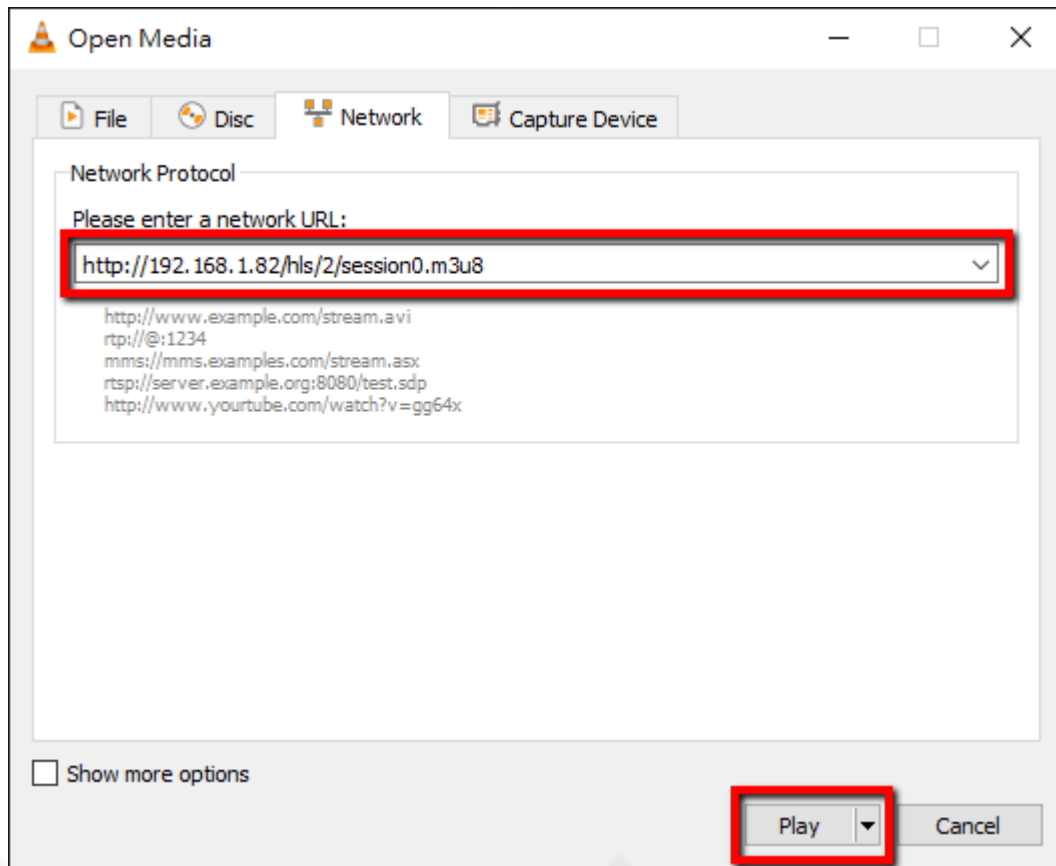 Open Media
File Disc Network Capture Device
Network Protocol
Please enter a network URL:
http://192.168.1.82/hls/2/session0.m3u8
http://www.example.com/stream.avi
rtp://@:1234
mms://mms.examples.com/stream.asx
rtsp://server.example.org:8080/test.sdp
http://www.yourtube.com/watch?v=gg64x
Show more options
Play Cancel